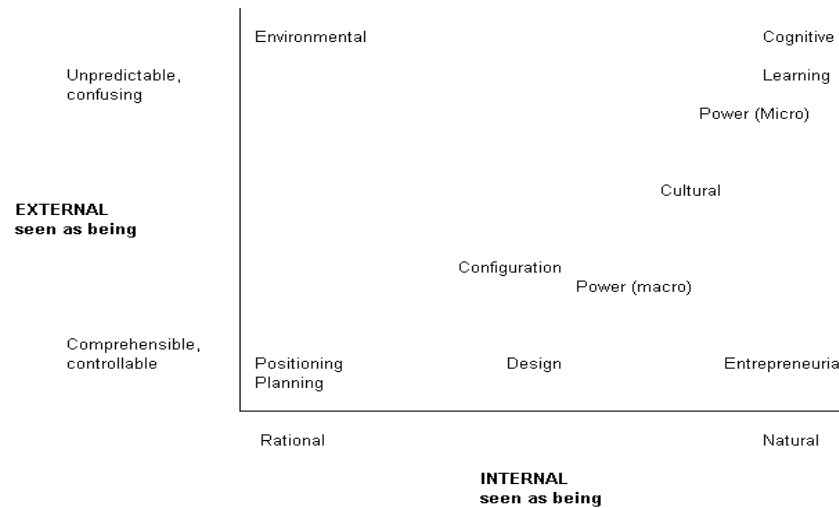 Environmental
Cognitive
Unpredictable,
confusing
Learning
Power (Micro)
Cultural
EXTERNAL
seen as being
Configuration
Power (macro)
Comprehensible,
controllable
Positioning
Planning
Design
Entrepreneuria
Rational
Natural
INTERNAL
seen as being